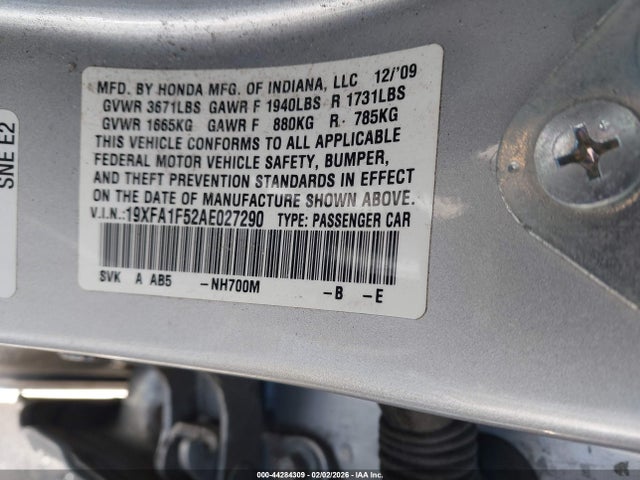 MFD. BY HONDA MFG. OF INDIANA, LLC 12/'09
GVWR 3671LBS GAWR F 1940LBS R 1731LBS
GVWR 1665KG GAWR F 880KG R 785KG
THIS VEHICLE CONFORMS TO ALL APPLICABLE
FEDERAL MOTOR VEHICLE SAFETY, BUMPER,
AND THEFT PREVENTION STANDARDS IN EFFECT
ON THE DATE OF MANUFACTURE SHOWN ABOVE.
V.I.N.:19XFA1F52AE027290 TYPE: PASSENGER CAR
SVK A AB5 -NH700M -B -E
SNE E2
000-44284309 - 02/02/2026 - IAA Inc.